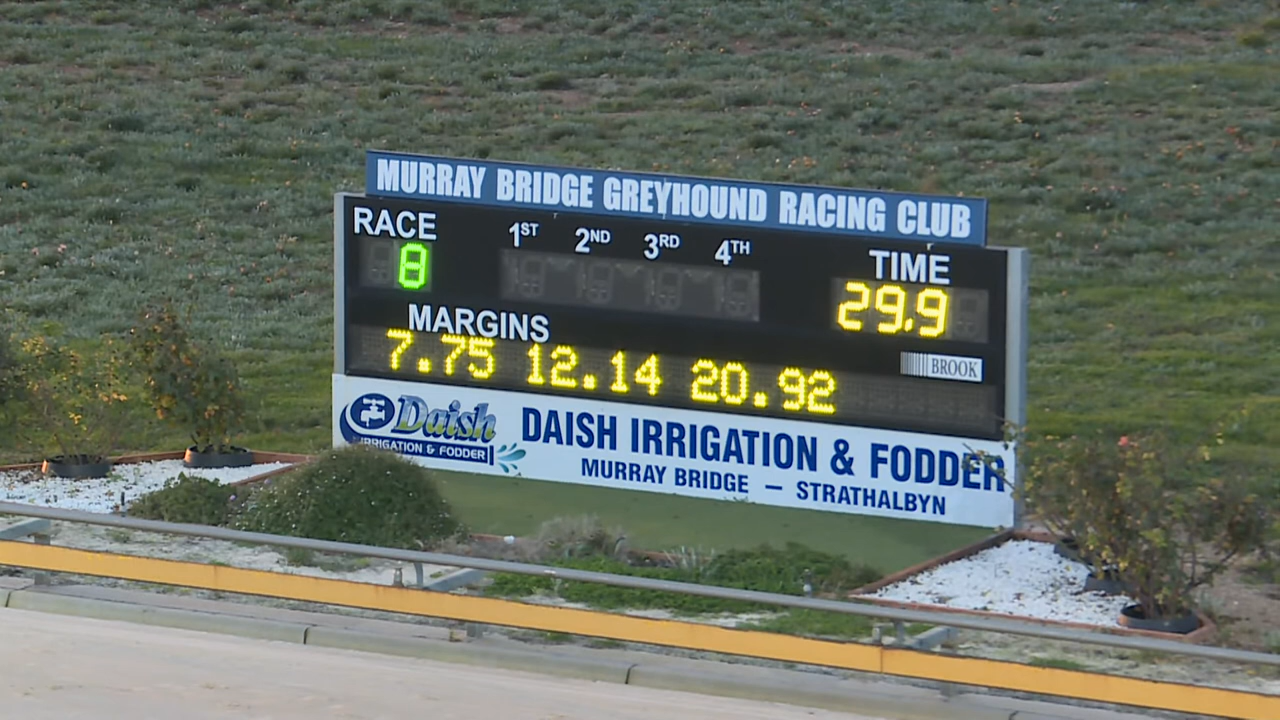 MURRAY BRIDGE GREYHOUND RACING CLUB
RACE 1ST 2ND 3RD 4TH TIME
8 29.9
MARGINS
7.75 12.14 20.92
BROOK
Daish
IRRIGATION & FODDER
DAISH IRRIGATION & FODDER
MURRAY BRIDGE — STRATHALBYN